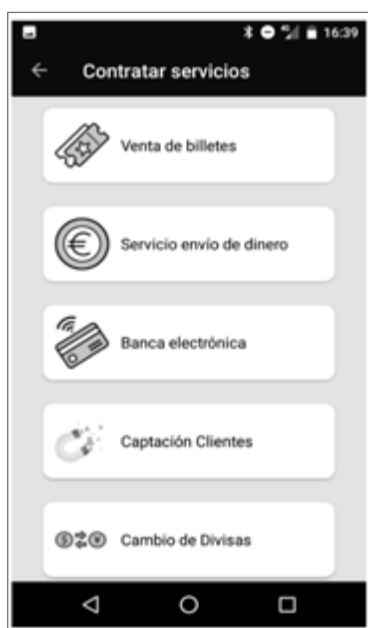 16:39
Contratar servicios
Venta de billetes
Servicio envío de dinero
Banca electrónica
Captación Clientes
Cambio de Divisas